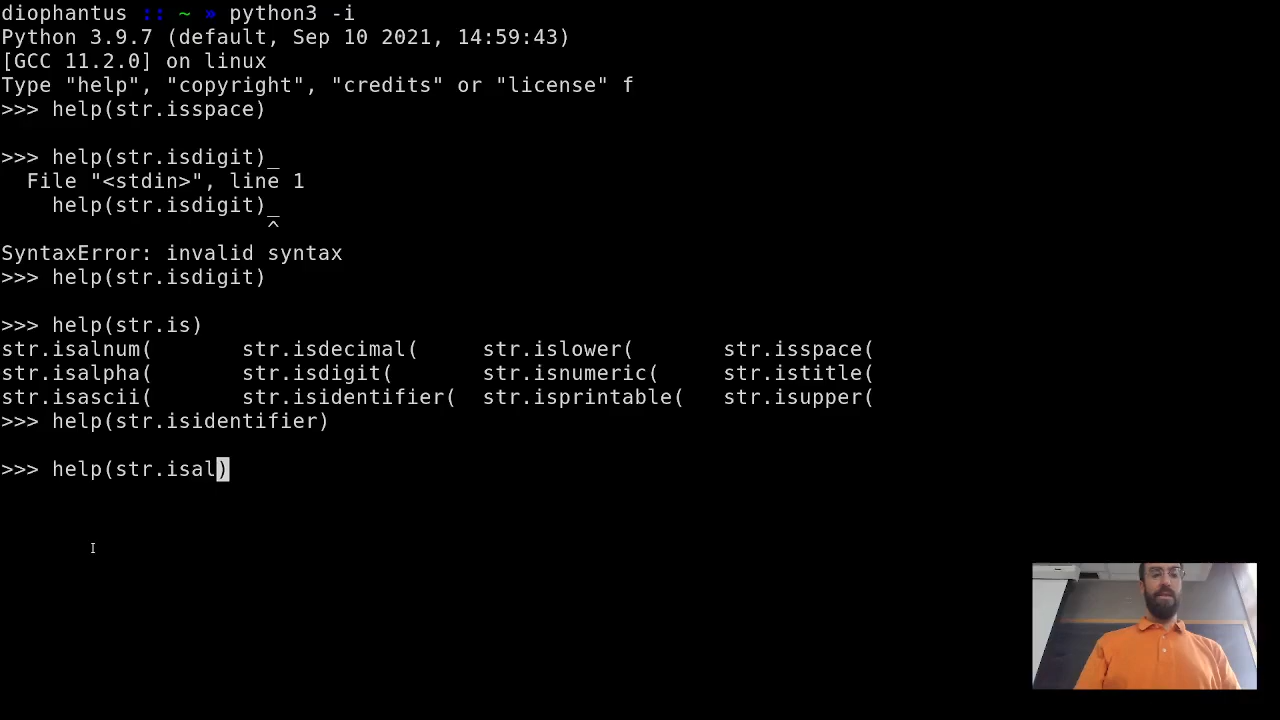 diophantus :: ~ » python3 -i
Python 3.9.7 (default, Sep 10 2021, 14:59:43)
[GCC 11.2.0] on linux
Type "help", "copyright", "credits" or "license" f
>>> help(str.isspace)
>>> help(str.isdigit)_
  File "<stdin>", line 1
    help(str.isdigit)_
                     ^
SyntaxError: invalid syntax
>>> help(str.isdigit)
>>> help(str.is)
str.isalnum(       str.isdecimal(     str.islower(       str.isspace(
str.isalpha(       str.isdigit(       str.isnumeric(     str.istitle(
str.isascii(       str.isidentifier(  str.isprintable(   str.isupper(
>>> help(str.isidentifier)
>>> help(str.isal)